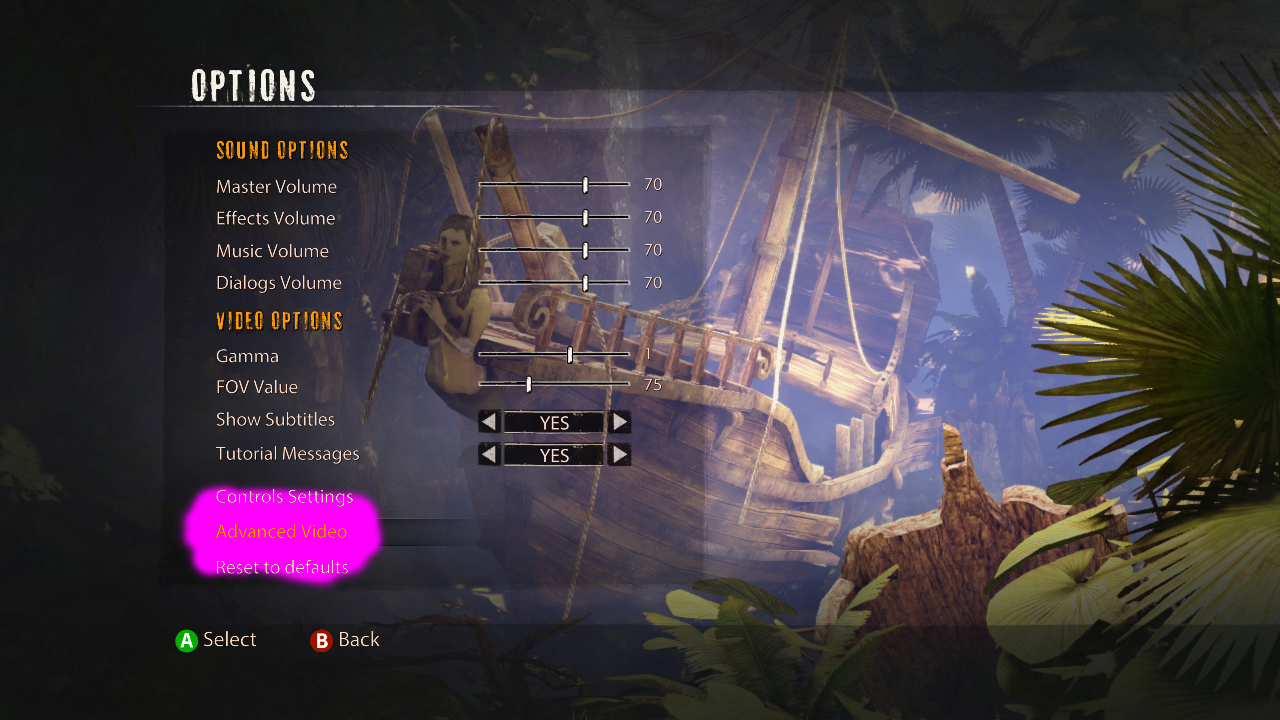 OPTIONS
SOUND OPTIONS
Master Volume 70
Effects Volume 70
Music Volume 70
Dialogs Volume 70
VIDEO OPTIONS
Gamma 1
FOV Value 75
Show Subtitles YES
Tutorial Messages YES
Controls Settings
Advanced Video
Reset to defaults
A Select B Back